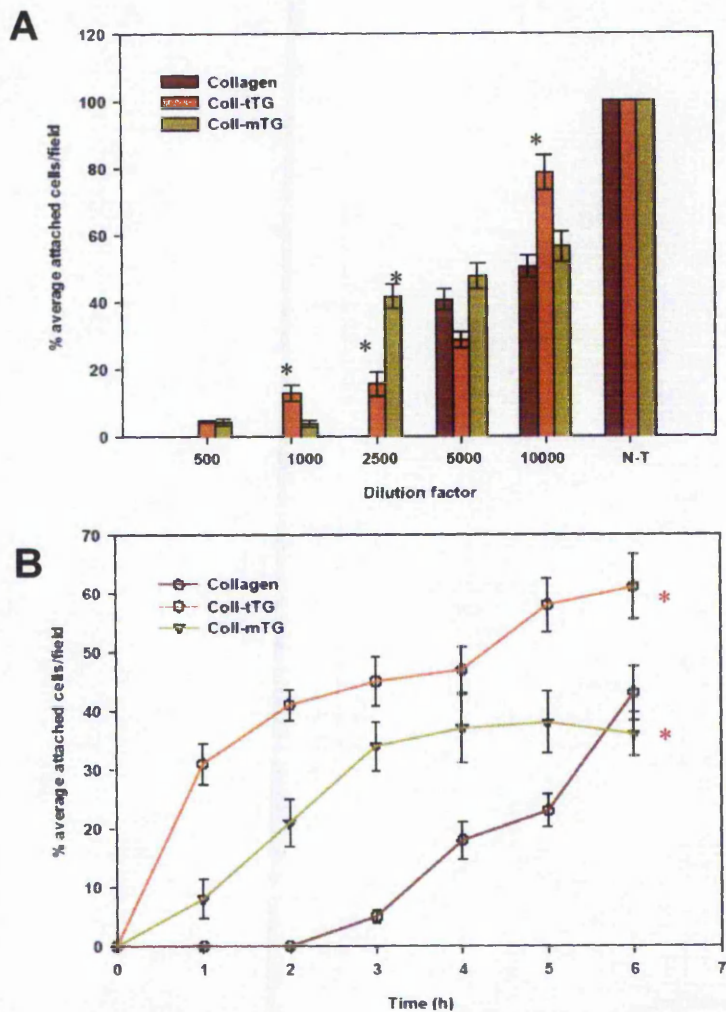 A
120
100
80
60
40
20
0
% average attached cells/field
Collagen
Coll-tTG
Coll-mTG
*
*
*
*
500 1000 2500 5000 10000 N-T
Dilution factor
B
70
60
50
40
30
20
10
0
% average attached cells/field
Collagen
Coll-tTG
Coll-mTG
*
*
0 1 2 3 4 5 6 7
Time (h)